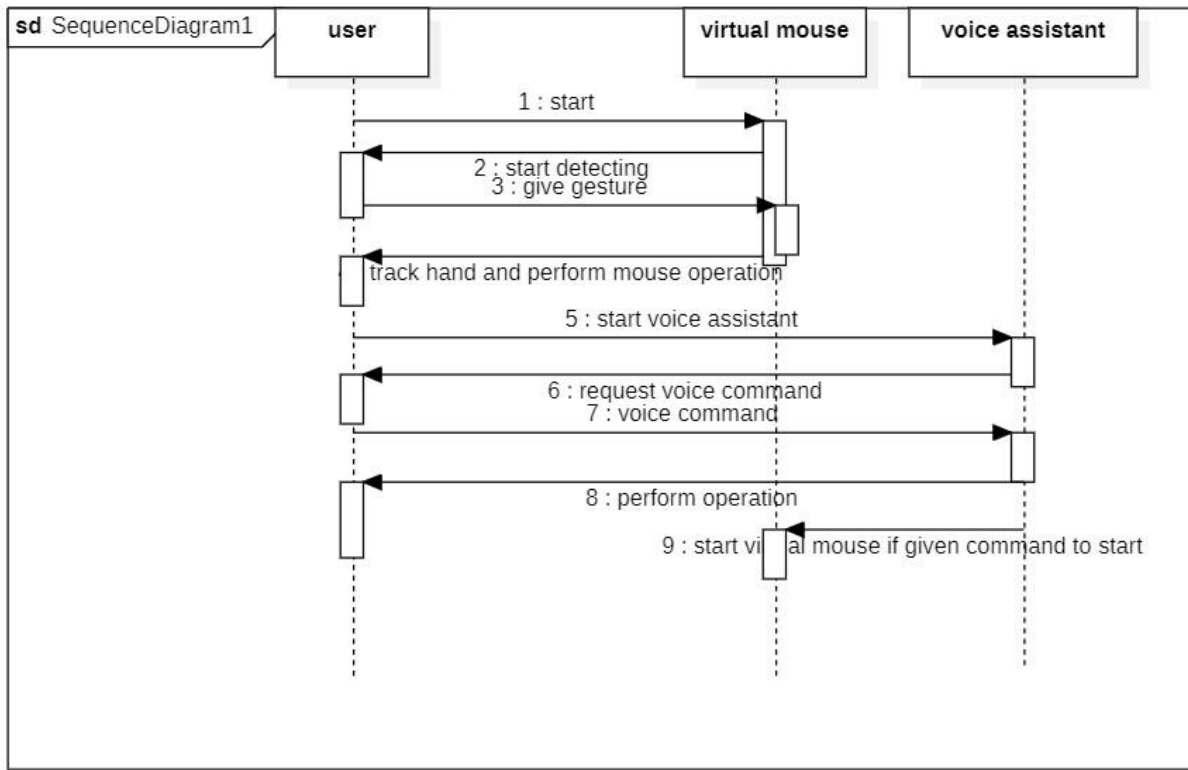 sd SequenceDiagram1
user
virtual mouse
voice assistant
1 : start
2 : start detecting
3 : give gesture
track hand and perform mouse operation
5 : start voice assistant
6 : request voice command
7 : voice command
8 : perform operation
9 : start mouse if given command to start